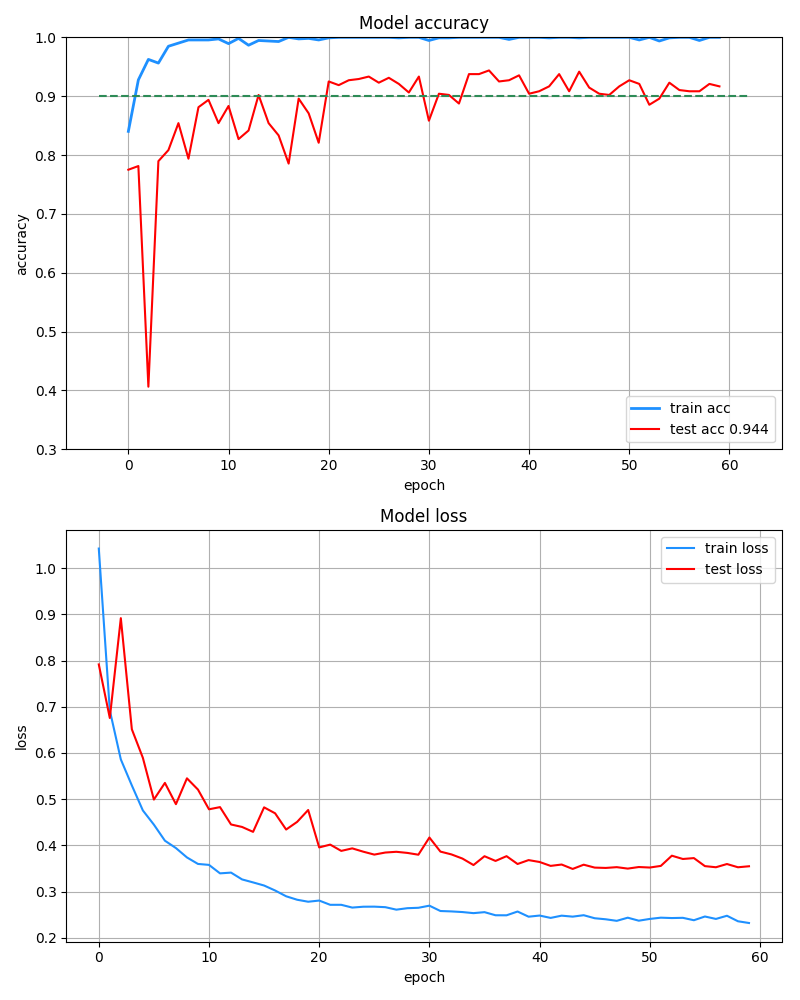 Model accuracy
1.0
0.9
0.8
0.7
0.6
0.5
0.4
0.3
accuracy
train acc
test acc 0.944
0 10 20 30 40 50 60
epoch
Model loss
1.0
0.9
0.8
0.7
0.6
0.5
0.4
0.3
0.2
loss
train loss
test loss
0 10 20 30 40 50 60
epoch